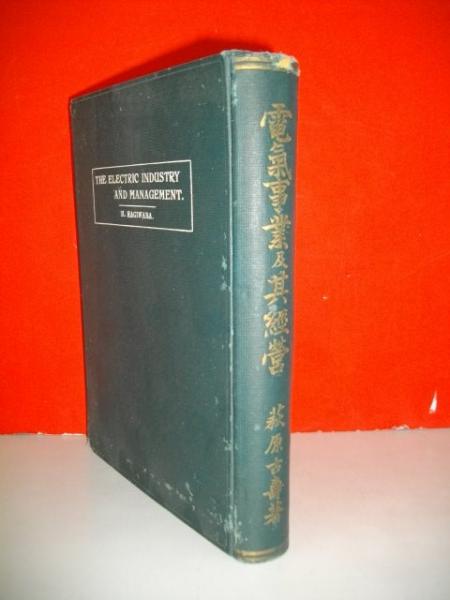 THE ELECTRIC INDUSTRY
AND MANAGEMENT.
H. HAGIWARA.
電氣事業及其經營
萩原古壽著